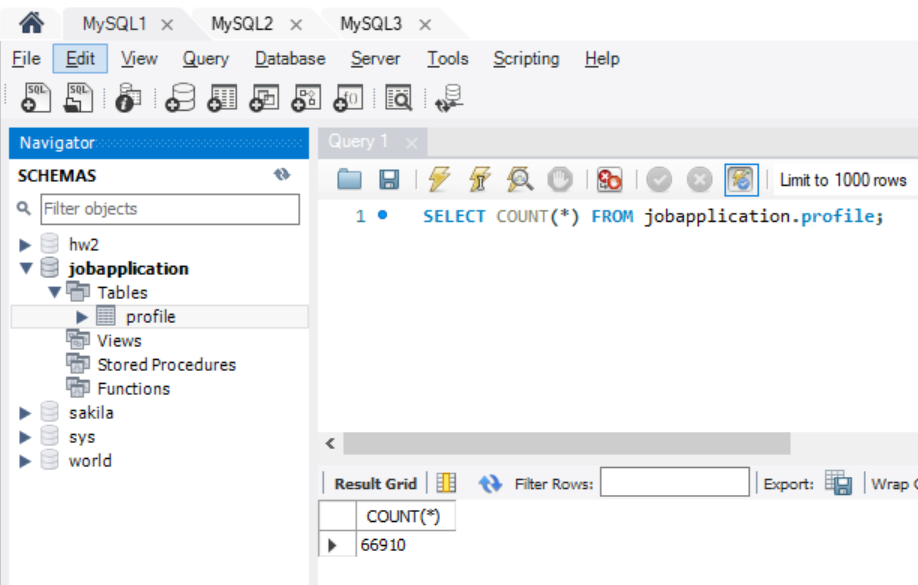 MySQL1 × MySQL2 × MySQL3 ×
File Edit View Query Database Server Tools Scripting Help
SQL SQL
Navigator
SCHEMAS
Filter objects
hw2
jobapplication
Tables
profile
Views
Stored Procedures
Functions
sakila
sys
world
Query 1 ×
Limit to 1000 rows
1 SELECT COUNT(*) FROM jobapplication.profile;
Result Grid Filter Rows: Export: Wrap C
COUNT(*)
66910